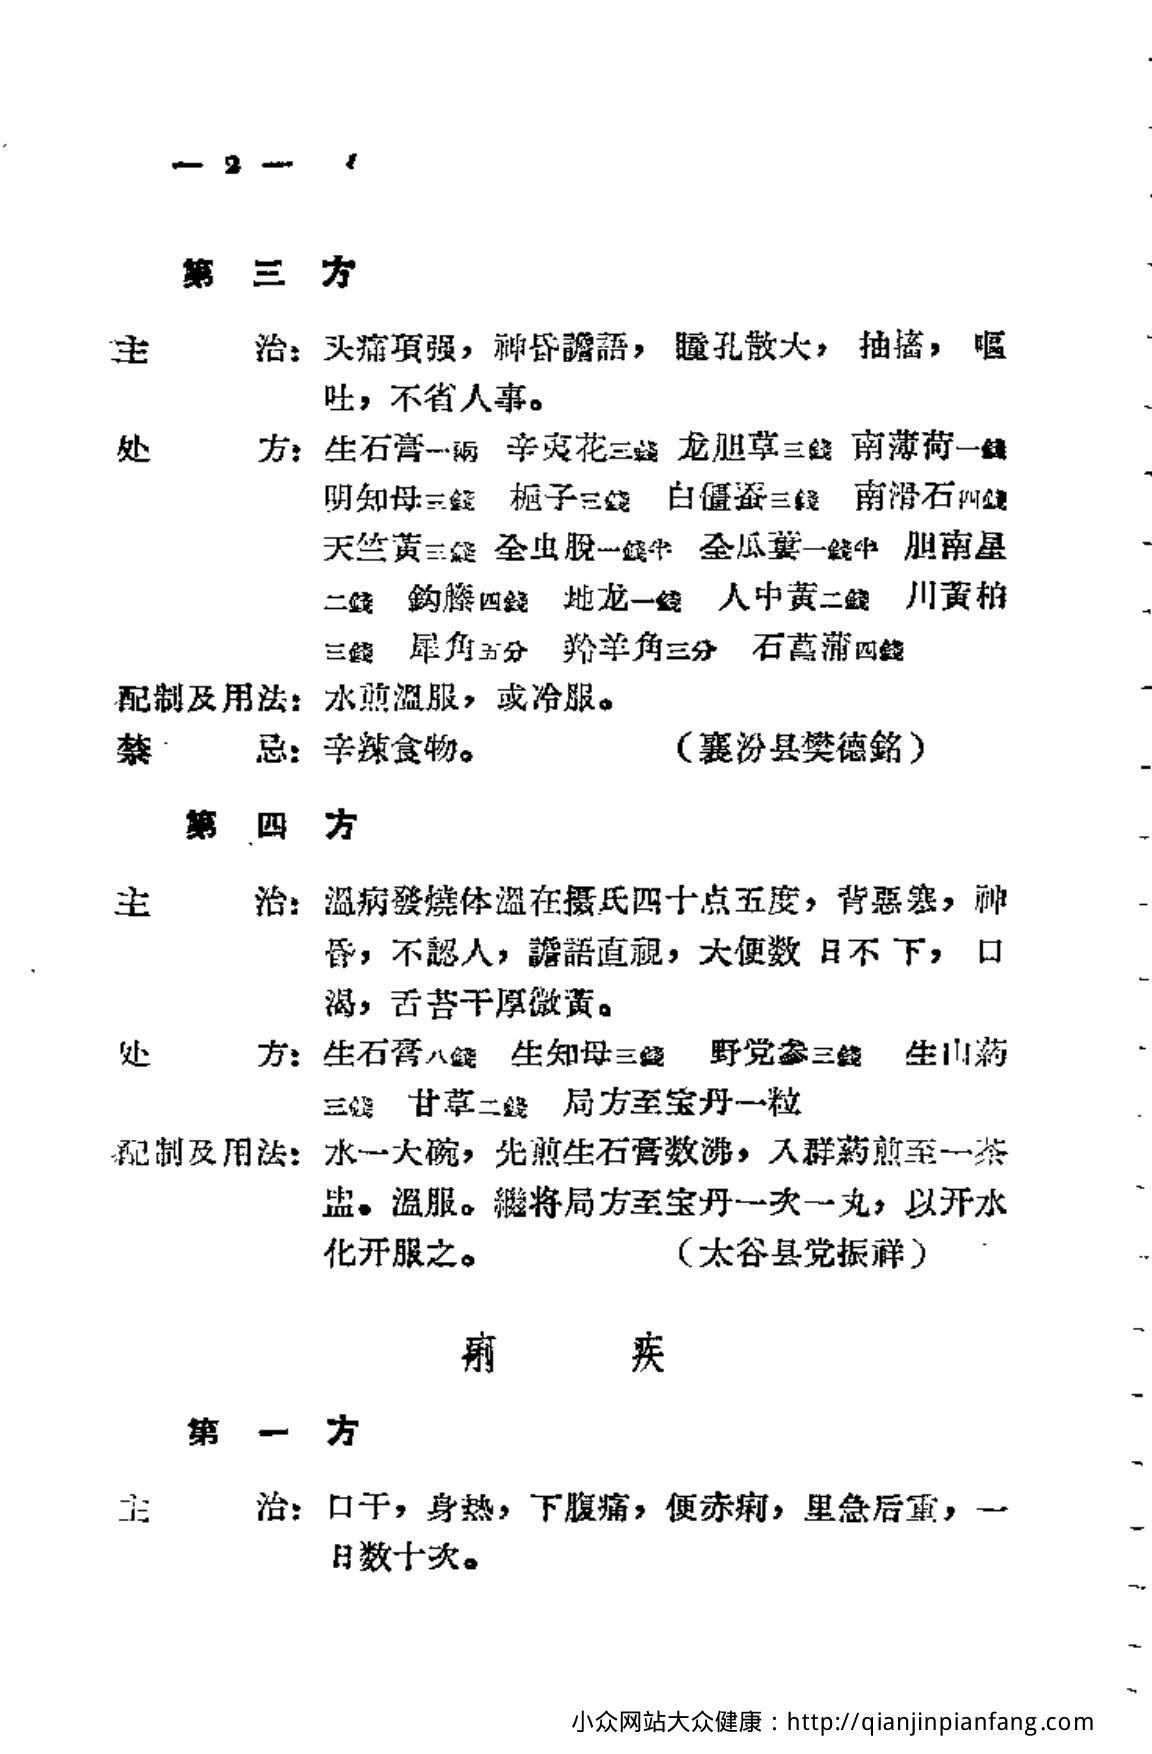 — 2 —
第三方
主治：头痛項强，神昏譫語，瞳孔散大，抽搐，嘔
吐，不省人事。
处方：生石膏一兩 辛夷花三錢 龙胆草三錢 南薄荷一錢
明知母三錢 梔子三錢 白僵蚕三錢 南滑石四錢
天竺黃三錢 全虫脫一錢半 全瓜蔞一錢半 胆南星
二錢 鈎藤四錢 地龙一錢 人中黃二錢 川黃柏
三錢 犀角五分 羚羊角三分 石菖蒲四錢
配制及用法：水煎溫服，或冷服。
禁忌：辛辣食物。（襄汾县樊德銘）
第四方
主治：溫病發燒体溫在摄氏四十点五度，背惡寒，神
昏，不認人，譫語直視，大便数日不下，口
渴，舌苔干厚微黃。
处方：生石膏八錢 生知母三錢 野党參三錢 生山葯
三錢 甘草二錢 局方至宝丹一粒
配制及用法：水一大碗，先煎生石膏数沸，入群葯煎至一茶
盅。溫服。繼将局方至宝丹一次一丸，以开水
化开服之。（太谷县党振祥）
痢疾
第一方
主治：口干，身热，下腹痛，便赤痢，里急后重，一
日数十次。
小众网站大众健康：http://qianjinpianfang.com